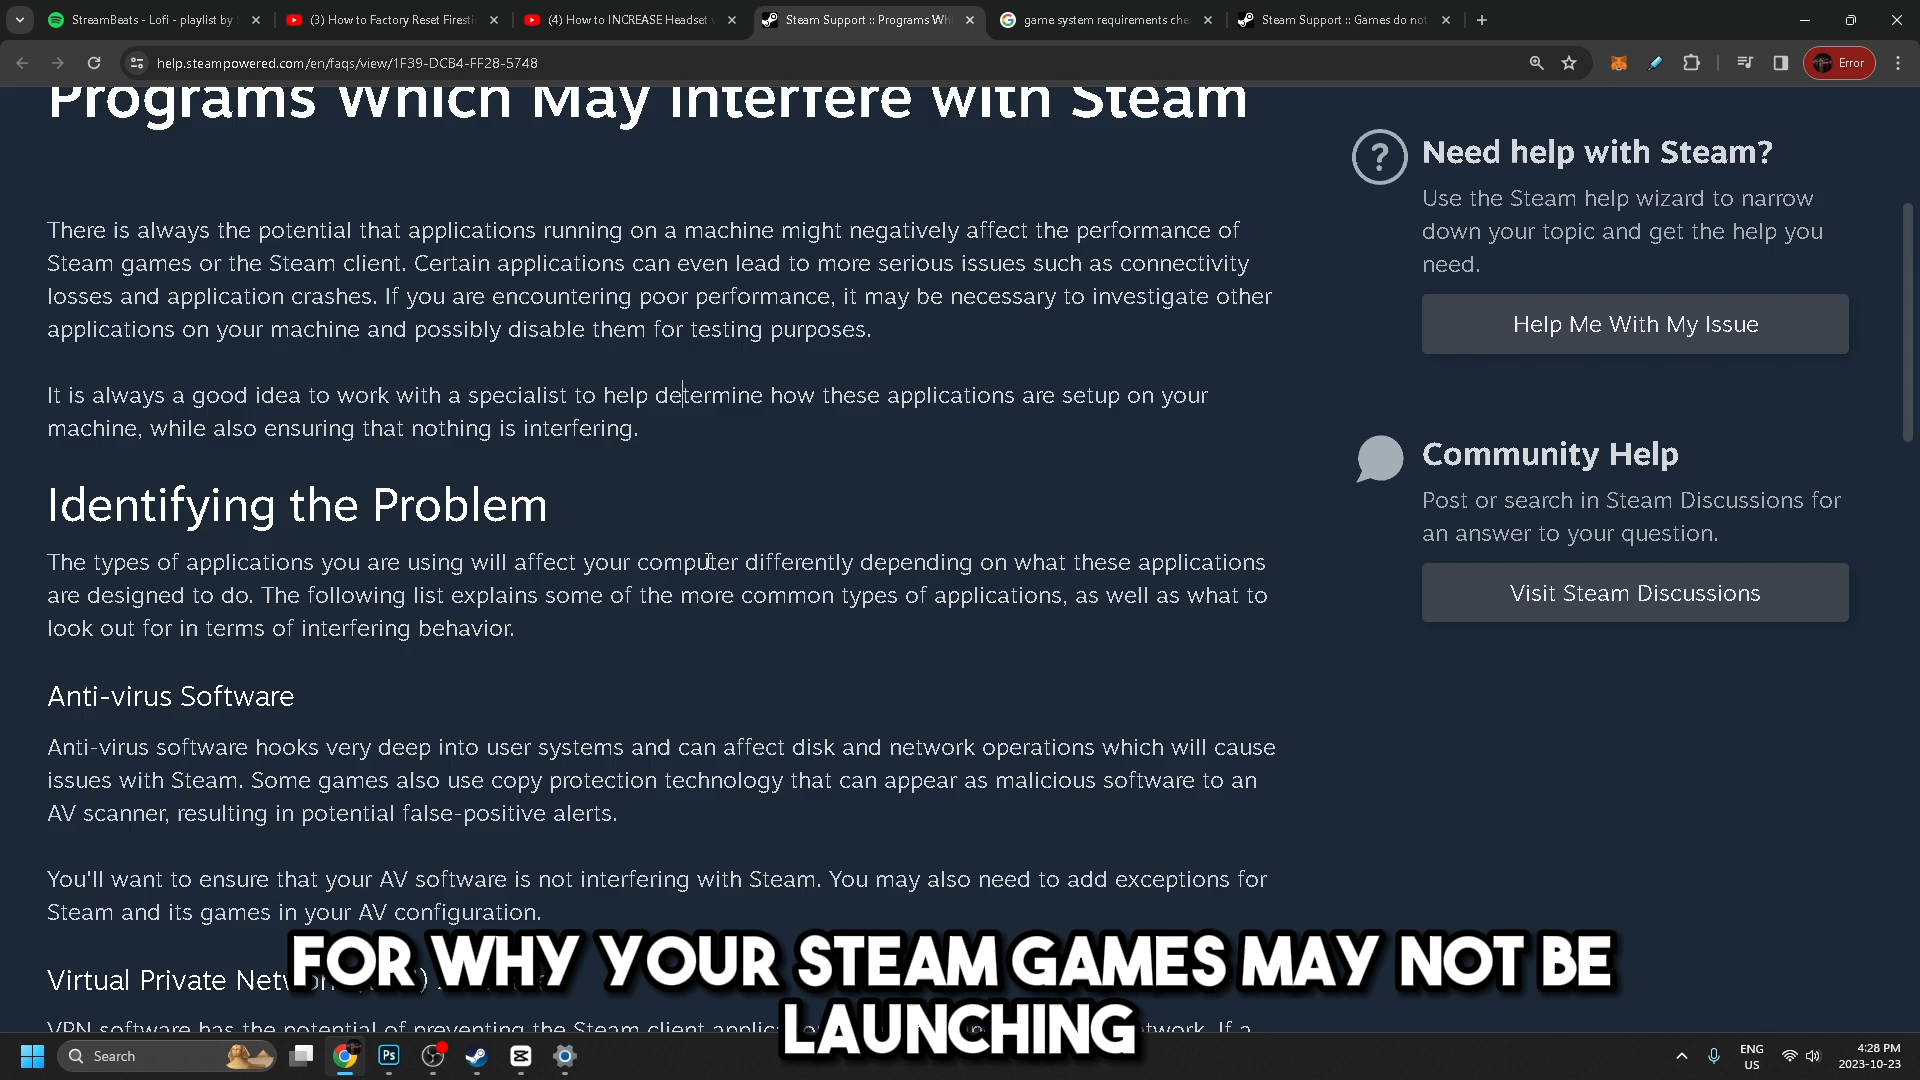 StreamBeats - Lofi - playlist by
(3) How to Factory Reset Firesti
(4) How to INCREASE Headset
Steam Support :: Programs Wh
game system requirements che
Steam Support :: Games do not
help.steampowered.com/en/faqs/view/1F39-DCB4-FF28-5748
Error
Programs Which May Interfere with Steam
There is always the potential that applications running on a machine might negatively affect the performance of
Steam games or the Steam client. Certain applications can even lead to more serious issues such as connectivity
losses and application crashes. If you are encountering poor performance, it may be necessary to investigate other
applications on your machine and possibly disable them for testing purposes.
It is always a good idea to work with a specialist to help determine how these applications are setup on your
machine, while also ensuring that nothing is interfering.
Identifying the Problem
The types of applications you are using will affect your computer differently depending on what these applications
are designed to do. The following list explains some of the more common types of applications, as well as what to
look out for in terms of interfering behavior.
Anti-virus Software
Anti-virus software hooks very deep into user systems and can affect disk and network operations which will cause
issues with Steam. Some games also use copy protection technology that can appear as malicious software to an
AV scanner, resulting in potential false-positive alerts.
You'll want to ensure that your AV software is not interfering with Steam. You may also need to add exceptions for
Steam and its games in your AV configuration.
Virtual Private
VPN software has the potential of preventing the Steam client If a
Need help with Steam?
Use the Steam help wizard to narrow
down your topic and get the help you
need.
Help Me With My Issue
Community Help
Post or search in Steam Discussions for
an answer to your question.
Visit Steam Discussions
FOR WHY YOUR STEAM GAMES MAY NOT BE
LAUNCHING
Search
Ps
ENG
US
4:28 PM
2023-10-23